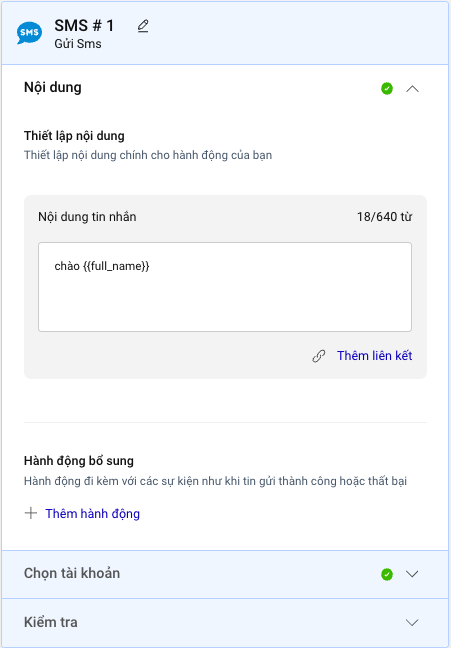 SMS
SMS # 1
Gửi Sms
Nội dung
Thiết lập nội dung
Thiết lập nội dung chính cho hành động của bạn
Nội dung tin nhắn 18/640 từ
chào {{full_name}}
Thêm liên kết
Hành động bổ sung
Hành động đi kèm với các sự kiện như khi tin gửi thành công hoặc thất bại
Thêm hành động
Chọn tài khoản
Kiểm tra